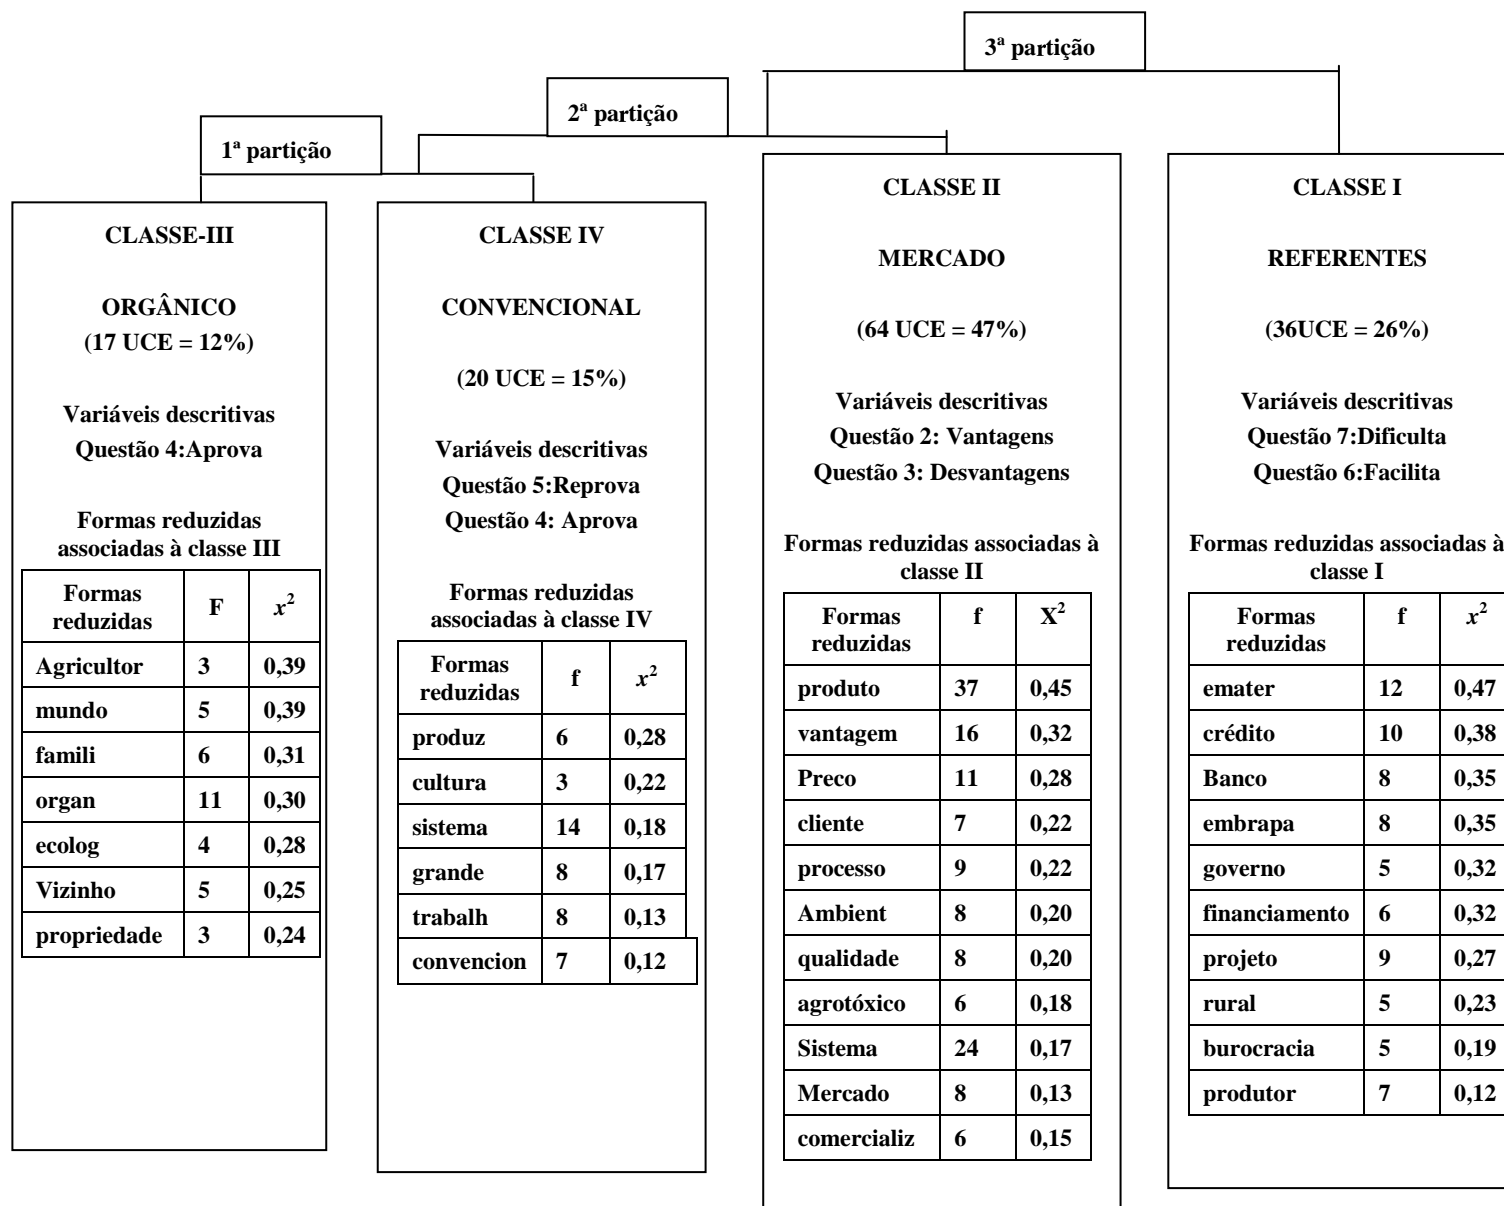 3ª partição
2ª partição
1ª partição
CLASSE-III
ORGÂNICO
(17 UCE = 12%)
Variáveis descritivas
Questão 4:Aprova
Formas reduzidas
associadas à classe III
Formas reduzidas F x²
Agricultor 3 0,39
mundo 5 0,39
famili 6 0,31
organ 11 0,30
ecolog 4 0,28
Vizinho 5 0,25
propriedade 3 0,24
CLASSE IV
CONVENCIONAL
(20 UCE = 15%)
Variáveis descritivas
Questão 5:Reprova
Questão 4: Aprova
Formas reduzidas
associadas à classe IV
Formas reduzidas f x²
produz 6 0,28
cultura 3 0,22
sistema 14 0,18
grande 8 0,17
trabalh 8 0,13
convencion 7 0,12
CLASSE II
MERCADO
(64 UCE = 47%)
Variáveis descritivas
Questão 2: Vantagens
Questão 3: Desvantagens
Formas reduzidas associadas à
classe II
Formas reduzidas f X²
produto 37 0,45
vantagem 16 0,32
Preco 11 0,28
cliente 7 0,22
processo 9 0,22
Ambient 8 0,20
qualidade 8 0,20
agrotóxico 6 0,18
Sistema 24 0,17
Mercado 8 0,13
comercializ 6 0,15
CLASSE I
REFERENTES
(36UCE = 26%)
Variáveis descritivas
Questão 7:Dificulta
Questão 6:Facilita
Formas reduzidas associadas à
classe I
Formas reduzidas f x²
emater 12 0,47
crédito 10 0,38
Banco 8 0,35
embrapa 8 0,35
governo 5 0,32
financiamento 6 0,32
projeto 9 0,27
rural 5 0,23
burocracia 5 0,19
produtor 7 0,12